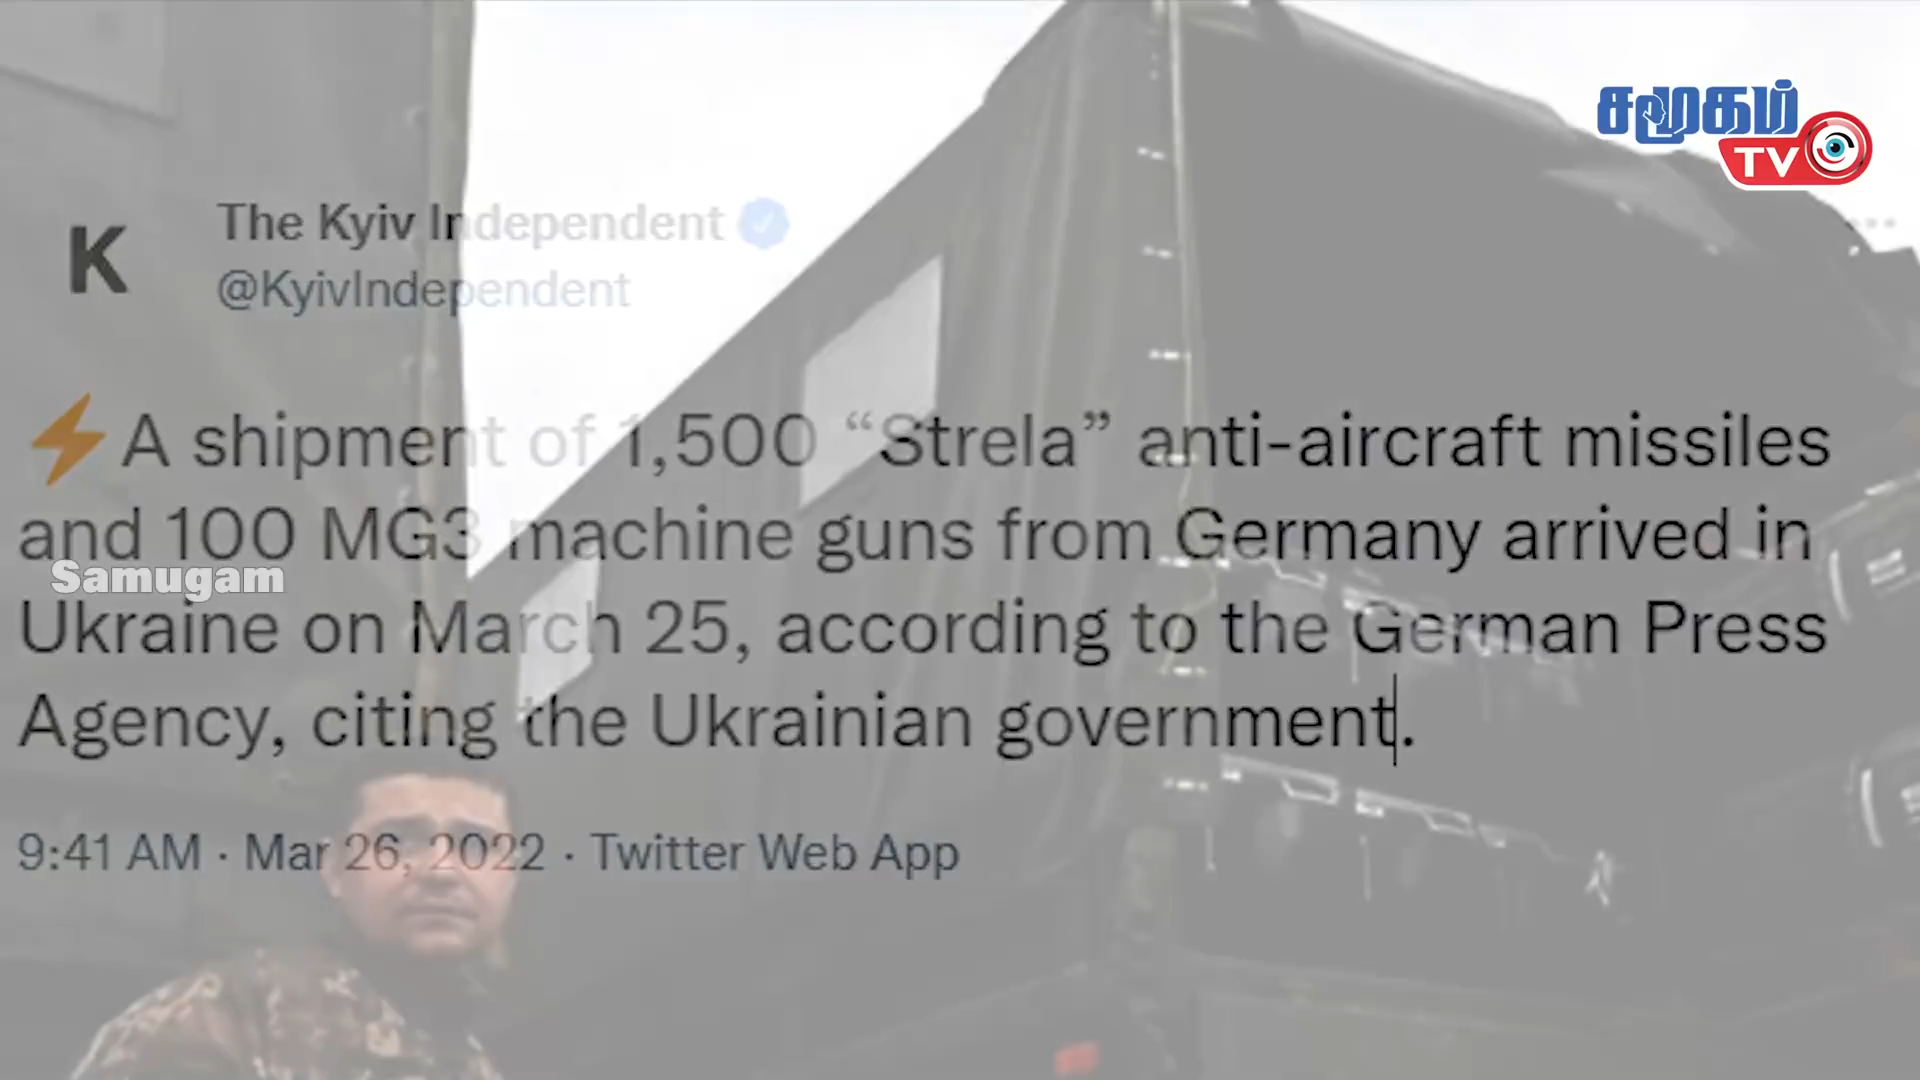 சமூகம்
TV
K
The Kyiv Independent
@KyivIndependent
⚡A shipment of 1,500 “Strela” anti-aircraft missiles
and 100 MG3 machine guns from Germany arrived in
Samugam
Ukraine on March 25, according to the German Press
Agency, citing the Ukrainian government.
9:41 AM · Mar 26, 2022 · Twitter Web App